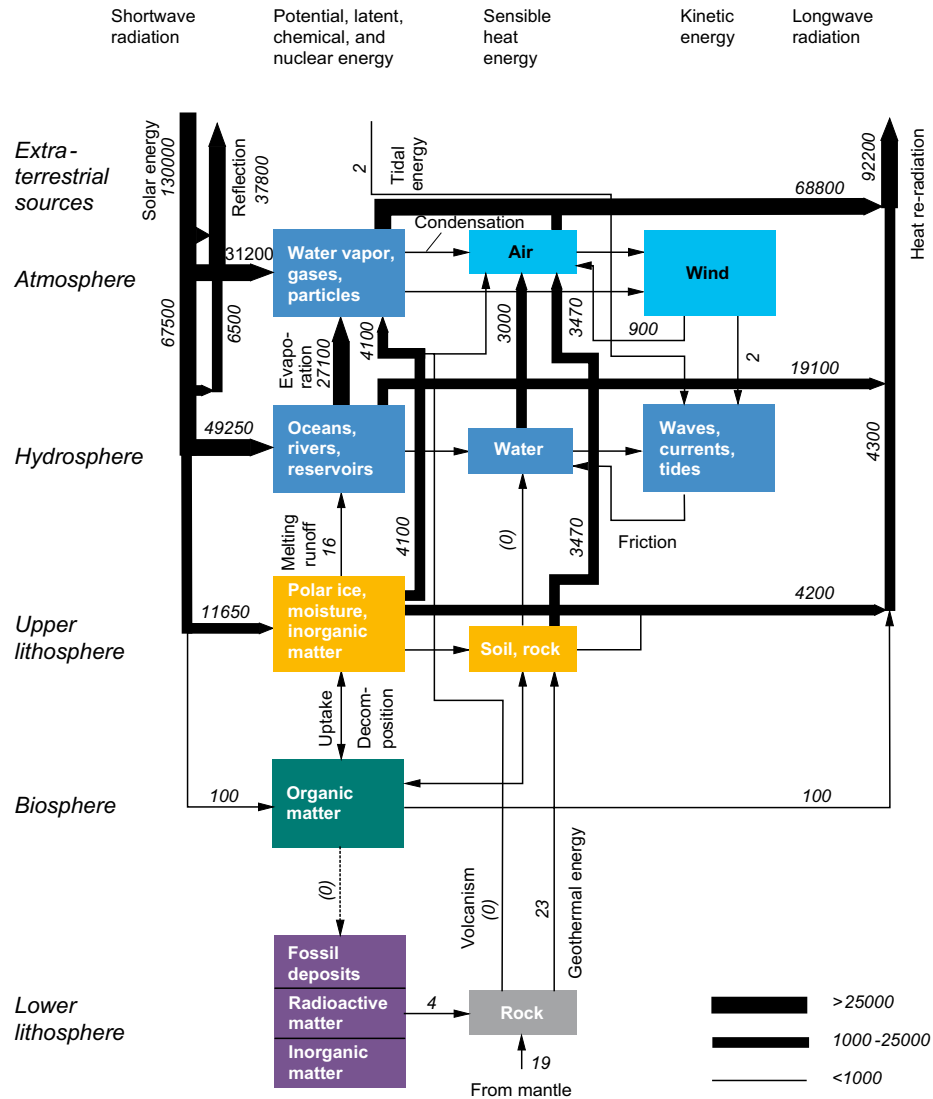 Shortwave
radiation
Potential, latent,
chemical, and
nuclear energy
Sensible
heat
energy
Kinetic
energy
Longwave
radiation
Extra-
terrestrial
sources
Solar energy
130000
Reflection
37800
2
Tidal
energy
68800
92200
Heat re-radiation
Condensation
31200
Atmosphere
Water vapor,
gases,
particles
Air
Wind
67500
6500
Evapo-
ration
27100
4100
3000
3470
900
2
19100
49250
Hydrosphere
Oceans,
rivers,
reservoirs
Water
Waves,
currents,
tides
4300
Melting
runoff
16
4100
(0)
3470
Friction
11650
4200
Upper
lithosphere
Polar ice,
moisture,
inorganic
matter
Soil, rock
Uptake
Decom-
position
Biosphere
100
Organic
matter
100
(0)
Volcanism
(0)
23
Geothermal energy
Lower
lithosphere
Fossil
deposits
Radioactive
matter
Inorganic
matter
4
Rock
19
From mantle
>25000
1000-25000
<1000